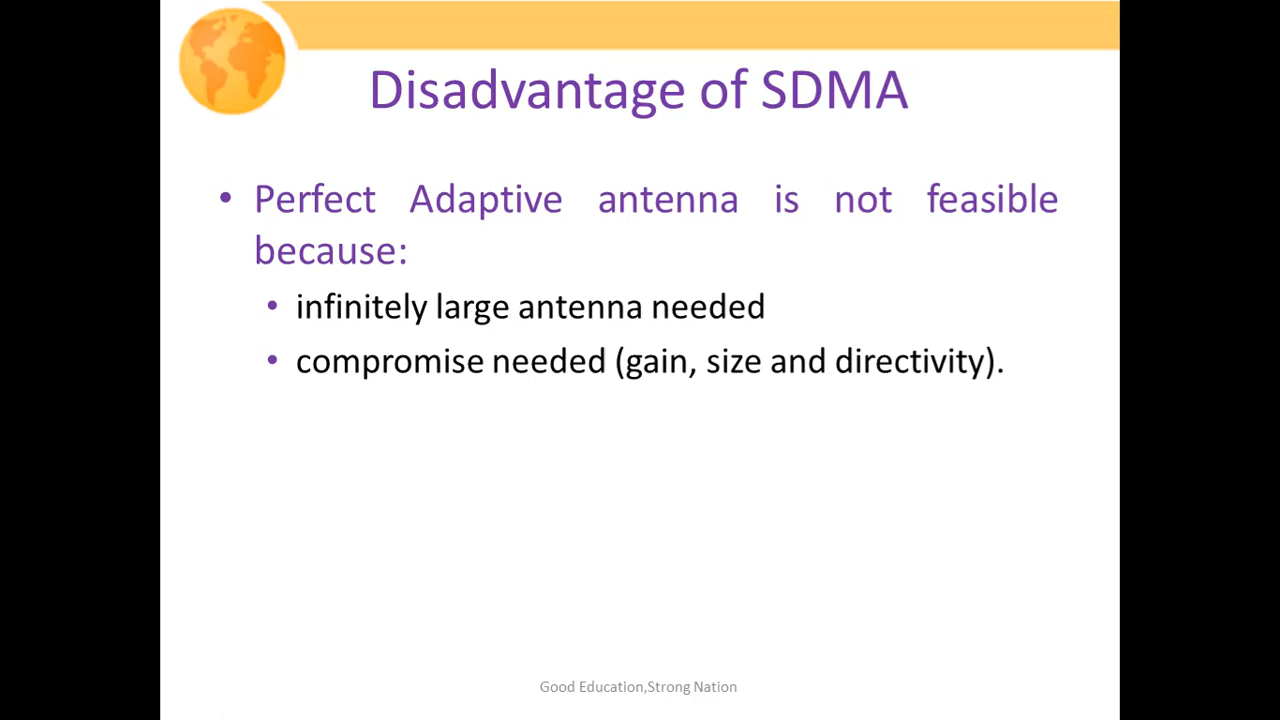 Disadvantage of SDMA
• Perfect Adaptive antenna is not feasible
because:
• infinitely large antenna needed
• compromise needed (gain, size and directivity).
Good Education,Strong Nation